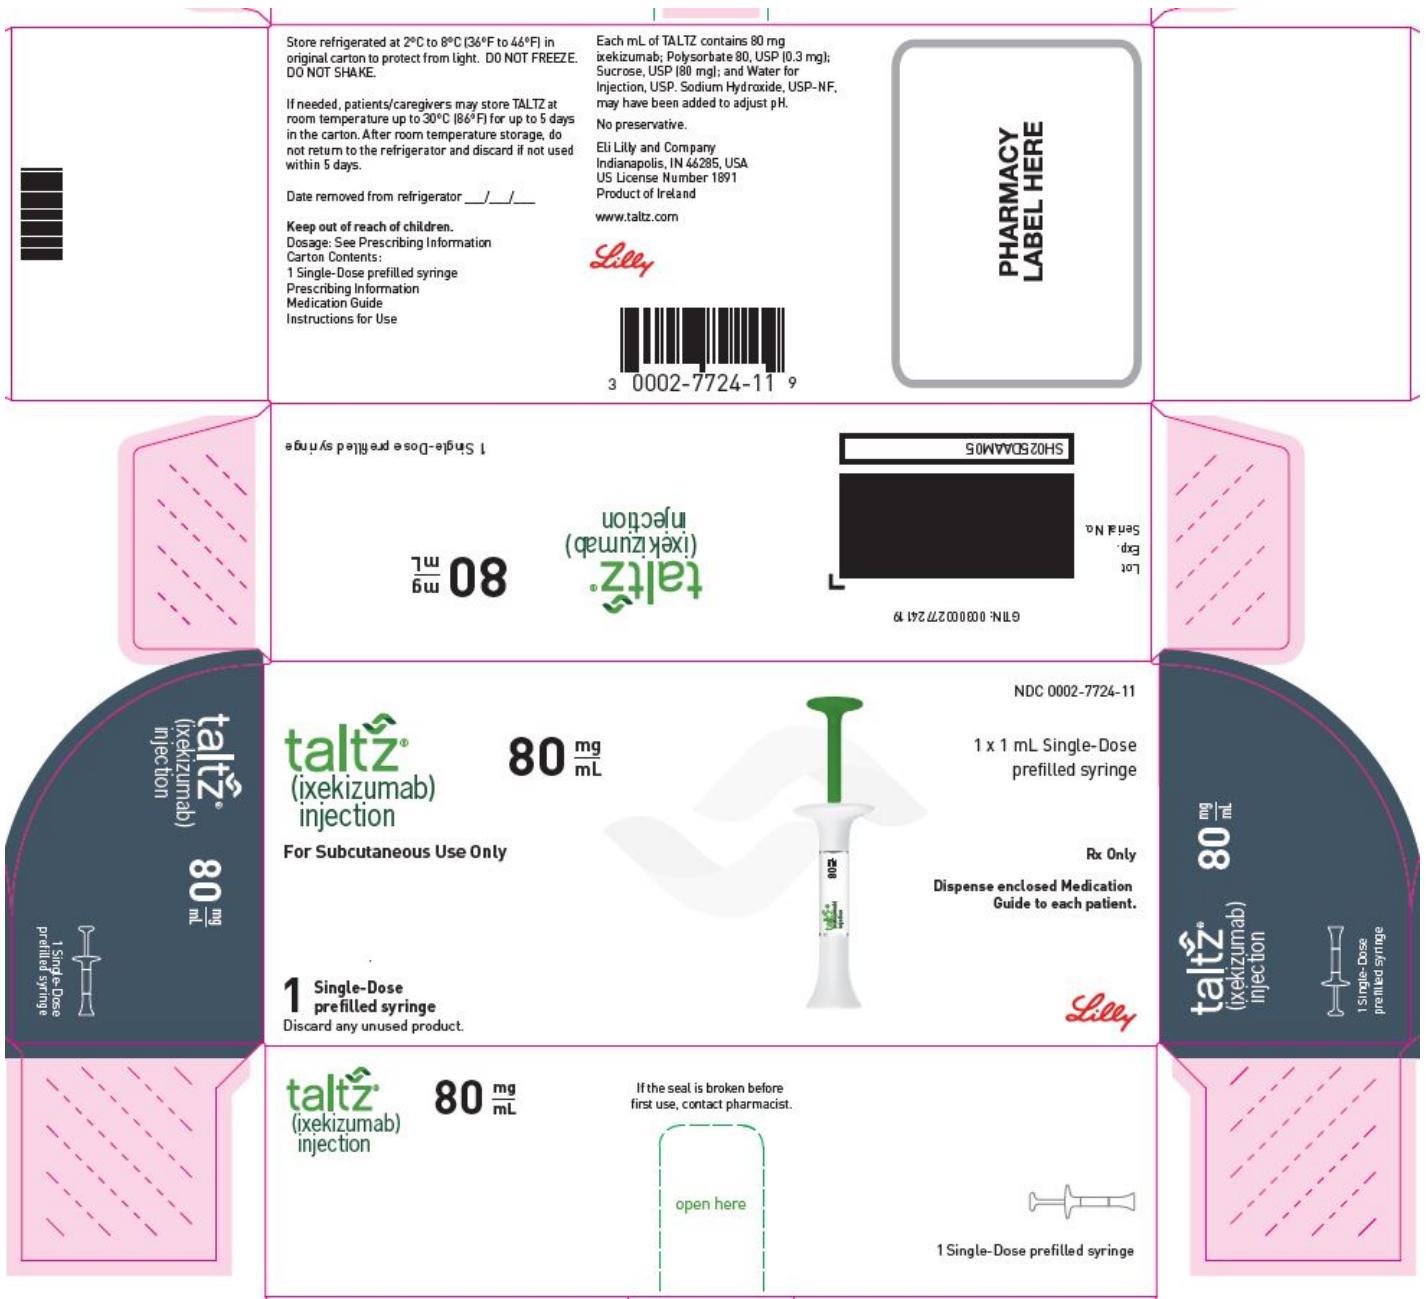 Store refrigerated at 2°C to 8°C (36°F to 46°F) in
original carton to protect from light. DO NOT FREEZE.
DO NOT SHAKE.
If needed, patients/caregivers may store TALTZ at
room temperature up to 30°C (86°F) for up to 5 days
in the carton. After room temperature storage, do
not return to the refrigerator and discard if not used
within 5 days.
Date removed from refrigerator ___/___/___
Keep out of reach of children.
Dosage: See Prescribing Information
Carton Contents:
1 Single-Dose prefilled syringe
Prescribing Information
Medication Guide
Instructions for Use
Each mL of TALTZ contains 80 mg
ixekizumab; Polysorbate 80, USP (0.3 mg);
Sucrose, USP (80 mg); and Water for
Injection, USP. Sodium Hydroxide, USP-NF,
may have been added to adjust pH.
No preservative.
Eli Lilly and Company
Indianapolis, IN 46285, USA
US License Number 1891
Product of Ireland
www.taltz.com
Lilly
3 0002-7724-11 9
PHARMACY
LABEL HERE
1 Single-Dose prefilled syringe
taltz®
(ixekizumab)
injection
80 mg
mL
SH025DAAM05
Lot
Exp.
Serial No.
GTIN: 00300027724119
taltz®
(ixekizumab)
injection
80 mg
mL
1 Single-Dose
prefilled syringe
taltz®
(ixekizumab)
injection
80 mg
mL
For Subcutaneous Use Only
1 Single-Dose
prefilled syringe
Discard any unused product.
80 mg
mL
taltz®
(ixekizumab)
injection
NDC 0002-7724-11
1 x 1 mL Single-Dose
prefilled syringe
Rx Only
Dispense enclosed Medication
Guide to each patient.
Lilly
80 mg
mL
taltz®
(ixekizumab)
injection
1 Single-Dose
prefilled syringe
taltz®
(ixekizumab)
injection
80 mg
mL
If the seal is broken before
first use, contact pharmacist.
open here
1 Single-Dose prefilled syringe